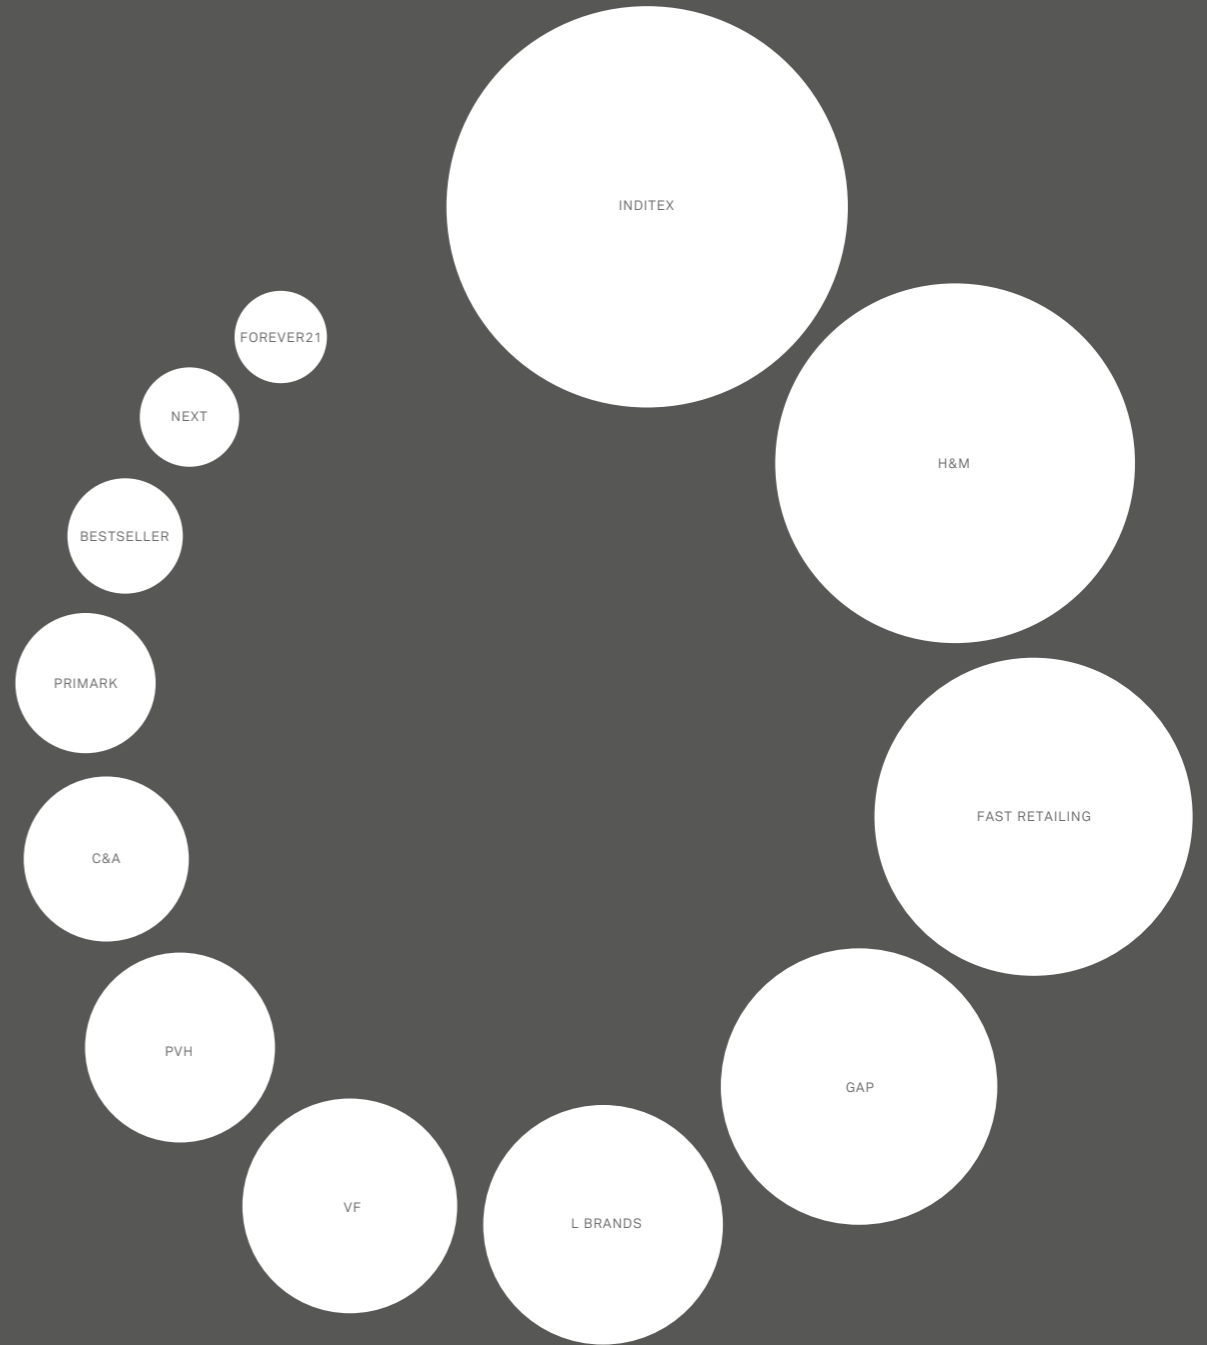 INDITEX
FOREVER21
NEXT
H&M
BESTSELLER
PRIMARK
FAST RETAILING
C&A
PVH
GAP
VF
L BRANDS